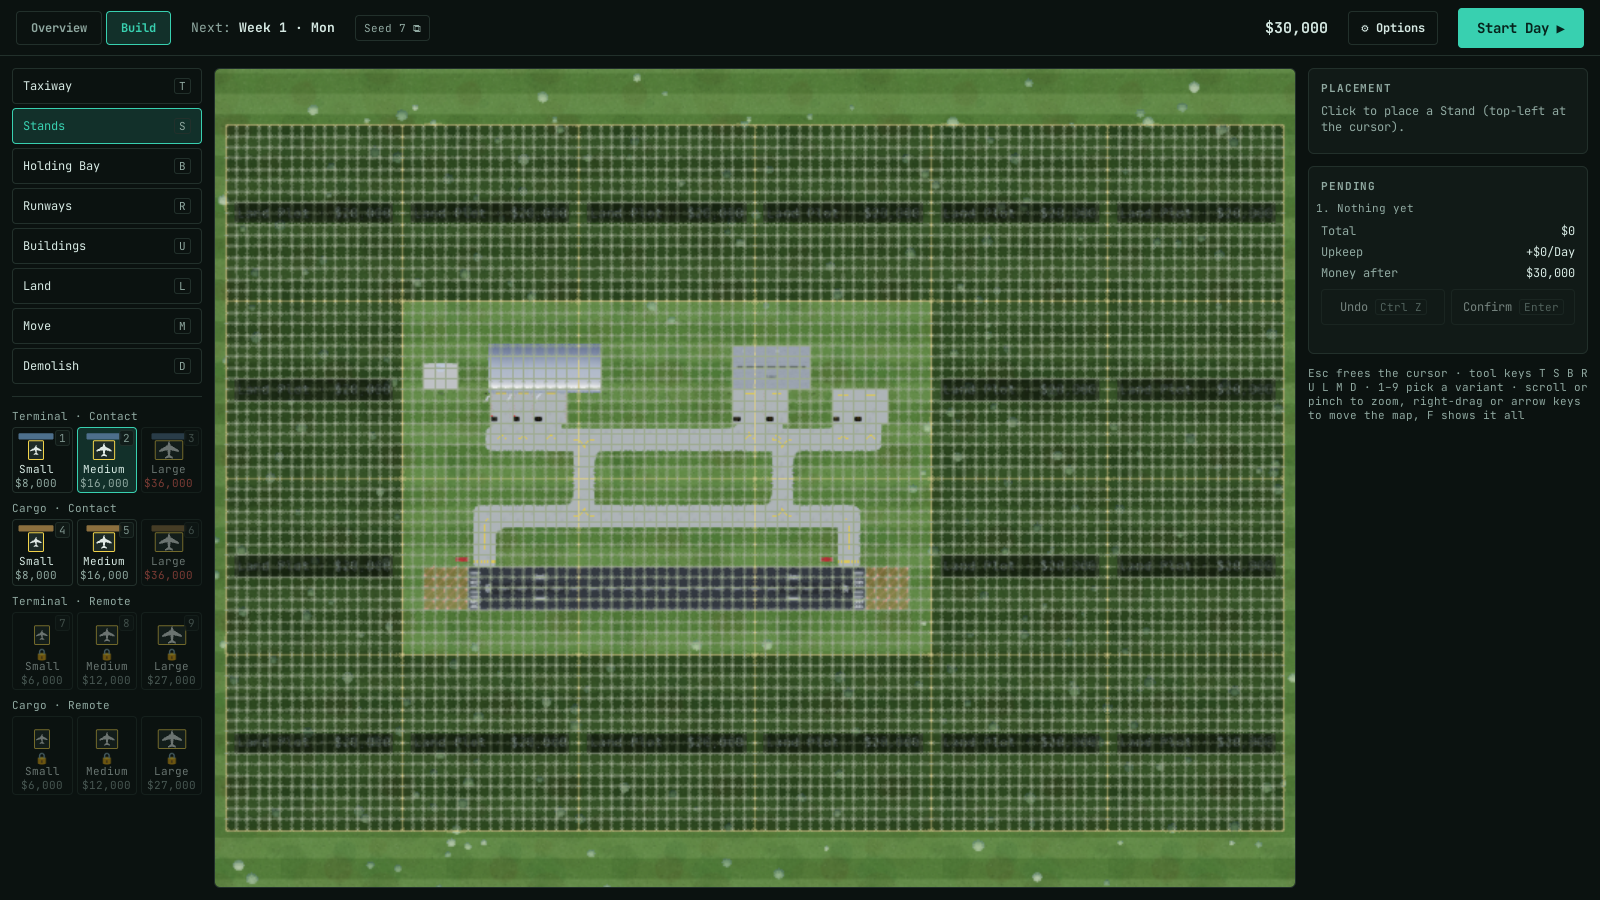 Overview
Build
Next: Week 1 · Mon
Seed 7
$30,000
Options
Start Day ▶
Taxiway T
Stands S
Holding Bay B
Runways R
Buildings U
Land L
Move M
Demolish D
Terminal · Contact
1 2 3
Small Medium Large
$8,000 $16,000 $36,000
Cargo · Contact
4 5 6
Small Medium Large
$8,000 $16,000 $36,000
Terminal · Remote
7 8 9
Small Medium Large
$6,000 $12,000 $27,000
Cargo · Remote
Small Medium Large
$6,000 $12,000 $27,000
PLACEMENT
Click to place a Stand (top-left at
the cursor).
PENDING
1. Nothing yet
Total $0
Upkeep +$0/Day
Money after $30,000
Undo Ctrl Z
Confirm Enter
Esc frees the cursor · tool keys T S B R
U L M D · 1–9 pick a variant · scroll or
pinch to zoom, right-drag or arrow keys
to move the map, F shows it all